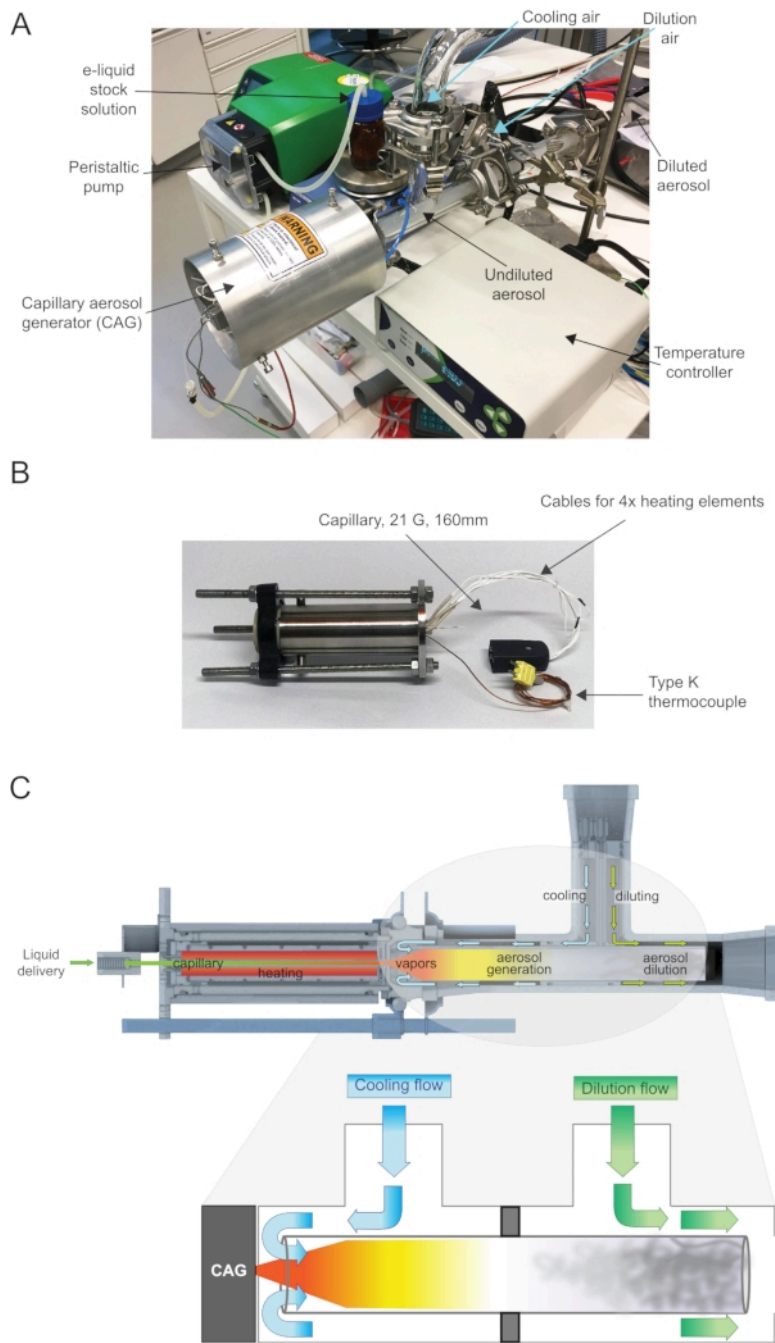 A
Cooling air
Dilution
air
e-liquid
stock
solution
Peristaltic
pump
Diluted
aerosol
WARNING
Undiluted
aerosol
Capillary aerosol
generator (CAG)
Temperature
controller
B
Cables for 4x heating elements
Capillary, 21 G, 160mm
Type K
thermocouple
C
cooling
diluting
Liquid
delivery
capillary
heating
vapors
aerosol
generation
aerosol
dilution
Cooling flow
Dilution flow
CAG